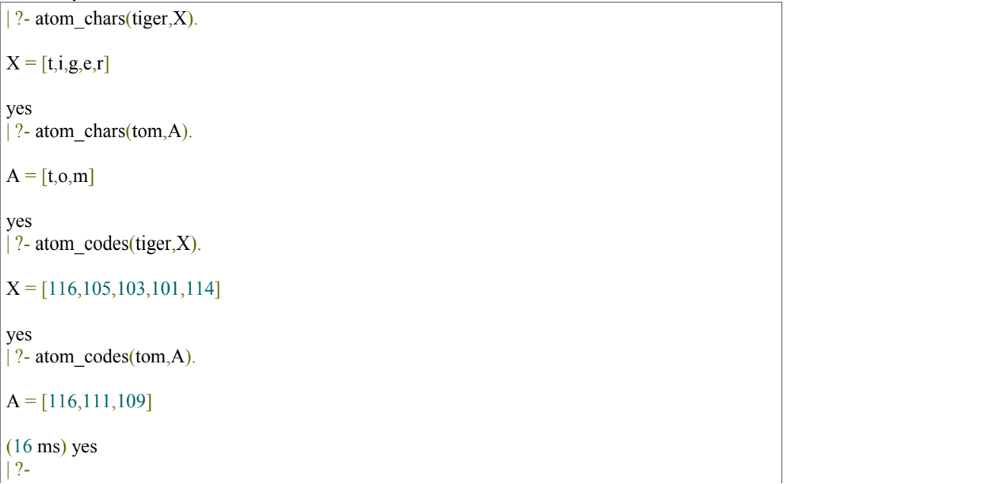 | ?- atom_chars(tiger,X).
X = [t,i,g,e,r]
yes
| ?- atom_chars(tom,A).
A = [t,o,m]
yes
| ?- atom_codes(tiger,X).
X = [116,105,103,101,114]
yes
| ?- atom_codes(tom,A).
A = [116,111,109]
(16 ms) yes
| ?-